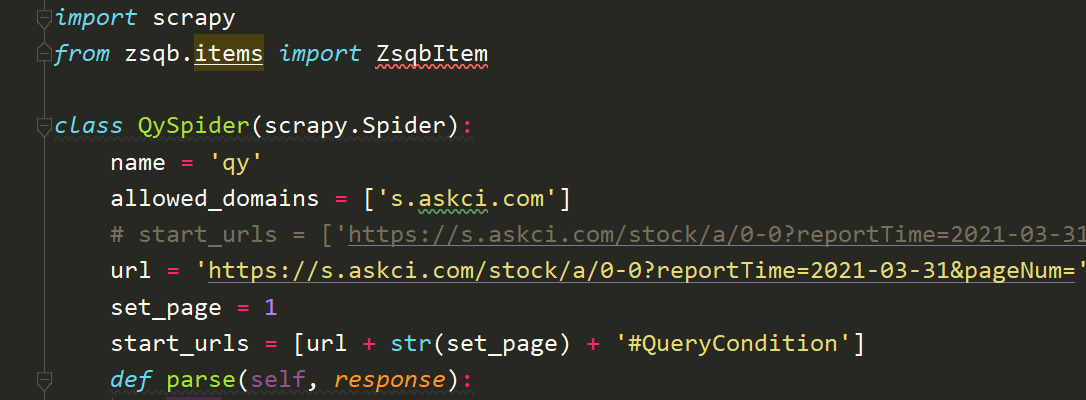 import scrapy
from zsqb.items import ZsqbItem
class QySpider(scrapy.Spider):
name = 'qy'
allowed_domains = ['s.askci.com']
# start_urls = ['https://s.askci.com/stock/a/0-0?reportTime=2021-03-31
url = 'https://s.askci.com/stock/a/0-0?reportTime=2021-03-31&pageNum='
set_page = 1
start_urls = [url + str(set_page) + '#QueryCondition']
def parse(self, response):